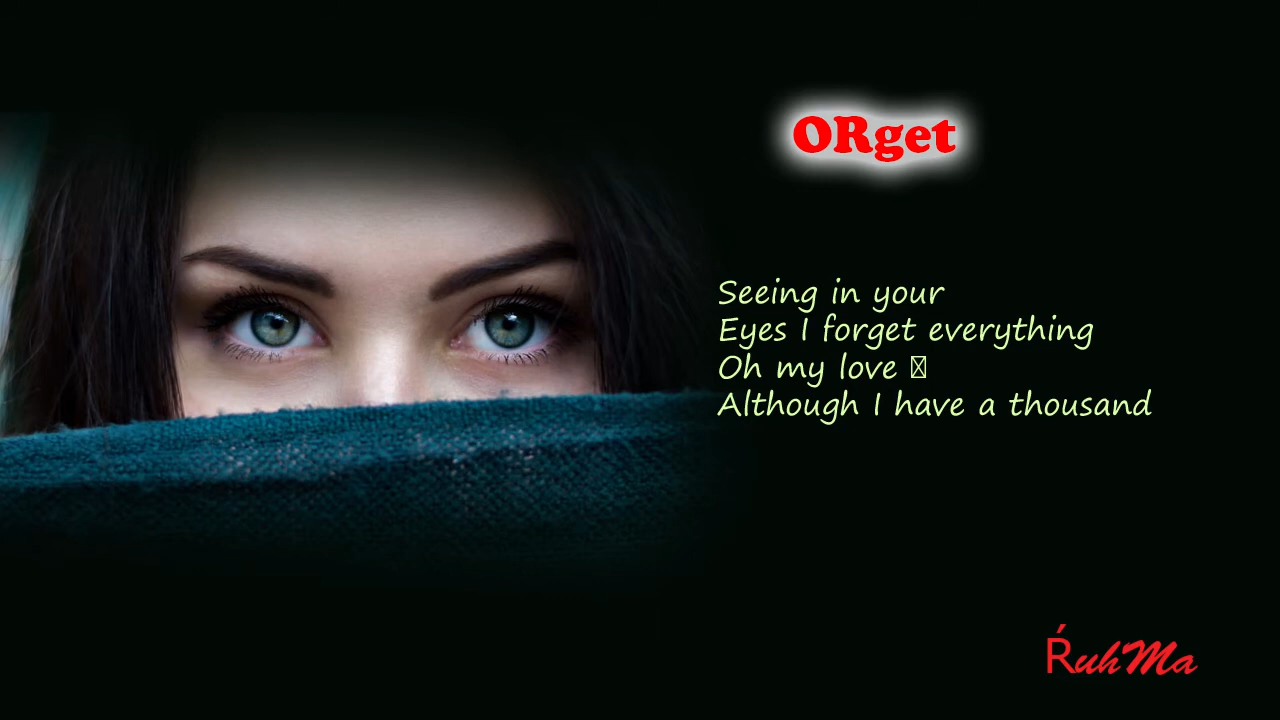 ORget
Seeing in your
Eyes I forget everything
Oh my love
Although I have a thousand
ŔuhMa